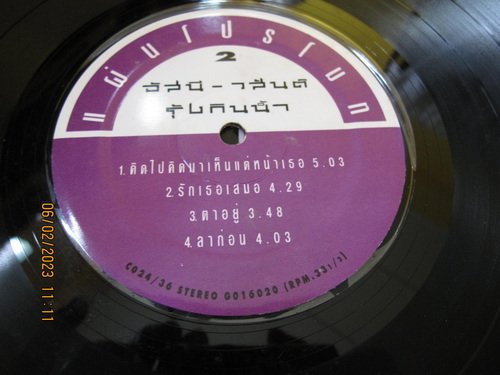 แผ่นโปรโมท
2
อัสนี-วสันต์
รุ้งกินน้ำ
1.คิดไปคิดมาเห็นแต่หน้าเธอ 5.03
2.รักเธอเสมอ 4.29
3.ตาอยู่ 3.48
4.ลาก่อน 4.03
C024/36 STEREO G016020 (RPM.33 1/3)
06/02/2023 11:11